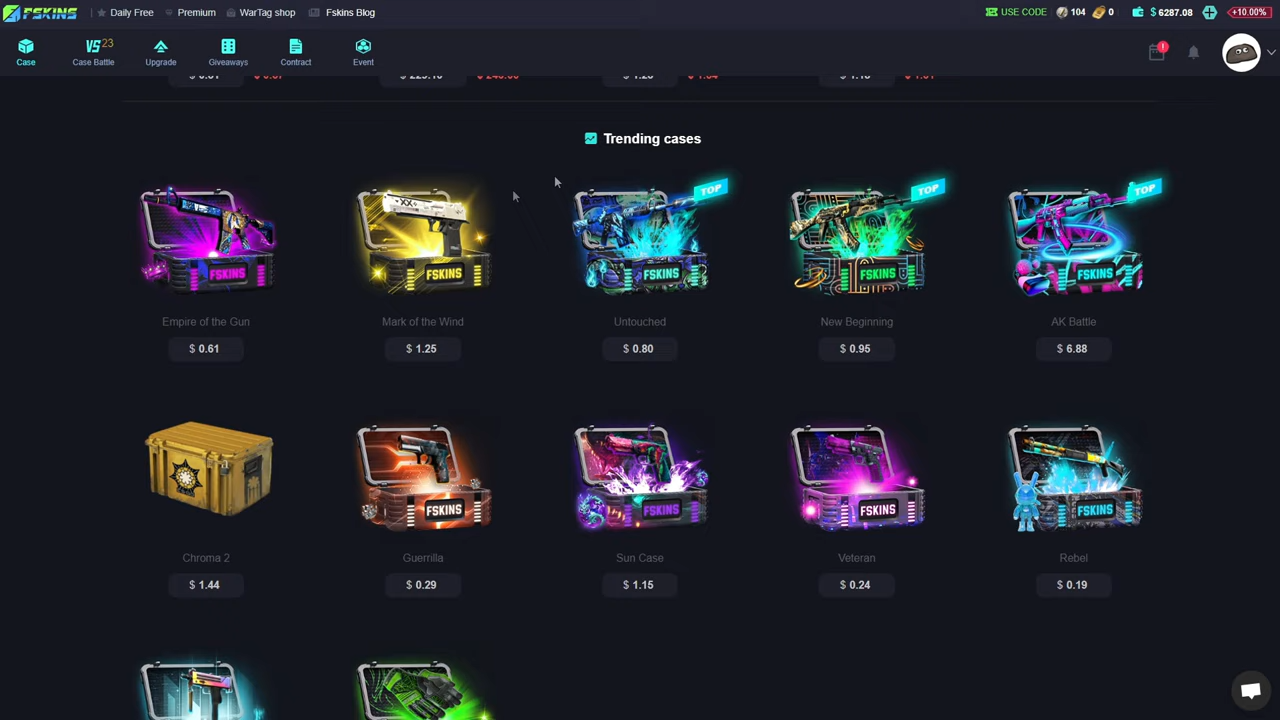 FSKINS
Daily Free
Premium
WarTag shop
Fskins Blog
USE CODE
104
0
$ 6287.08
+10.00%
Case
VS 23
Case Battle
Upgrade
Giveaways
Contract
Event
!
Trending cases
TOP
TOP
TOP
FSKINS
FSKINS
FSKINS
FSKINS
FSKINS
Empire of the Gun
Mark of the Wind
Untouched
New Beginning
AK Battle
$ 0.61
$ 1.25
$ 0.80
$ 0.95
$ 6.88
FSKINS
FSKINS
FSKINS
FSKINS
Chroma 2
Guerrilla
Sun Case
Veteran
Rebel
$ 1.44
$ 0.29
$ 1.15
$ 0.24
$ 0.19